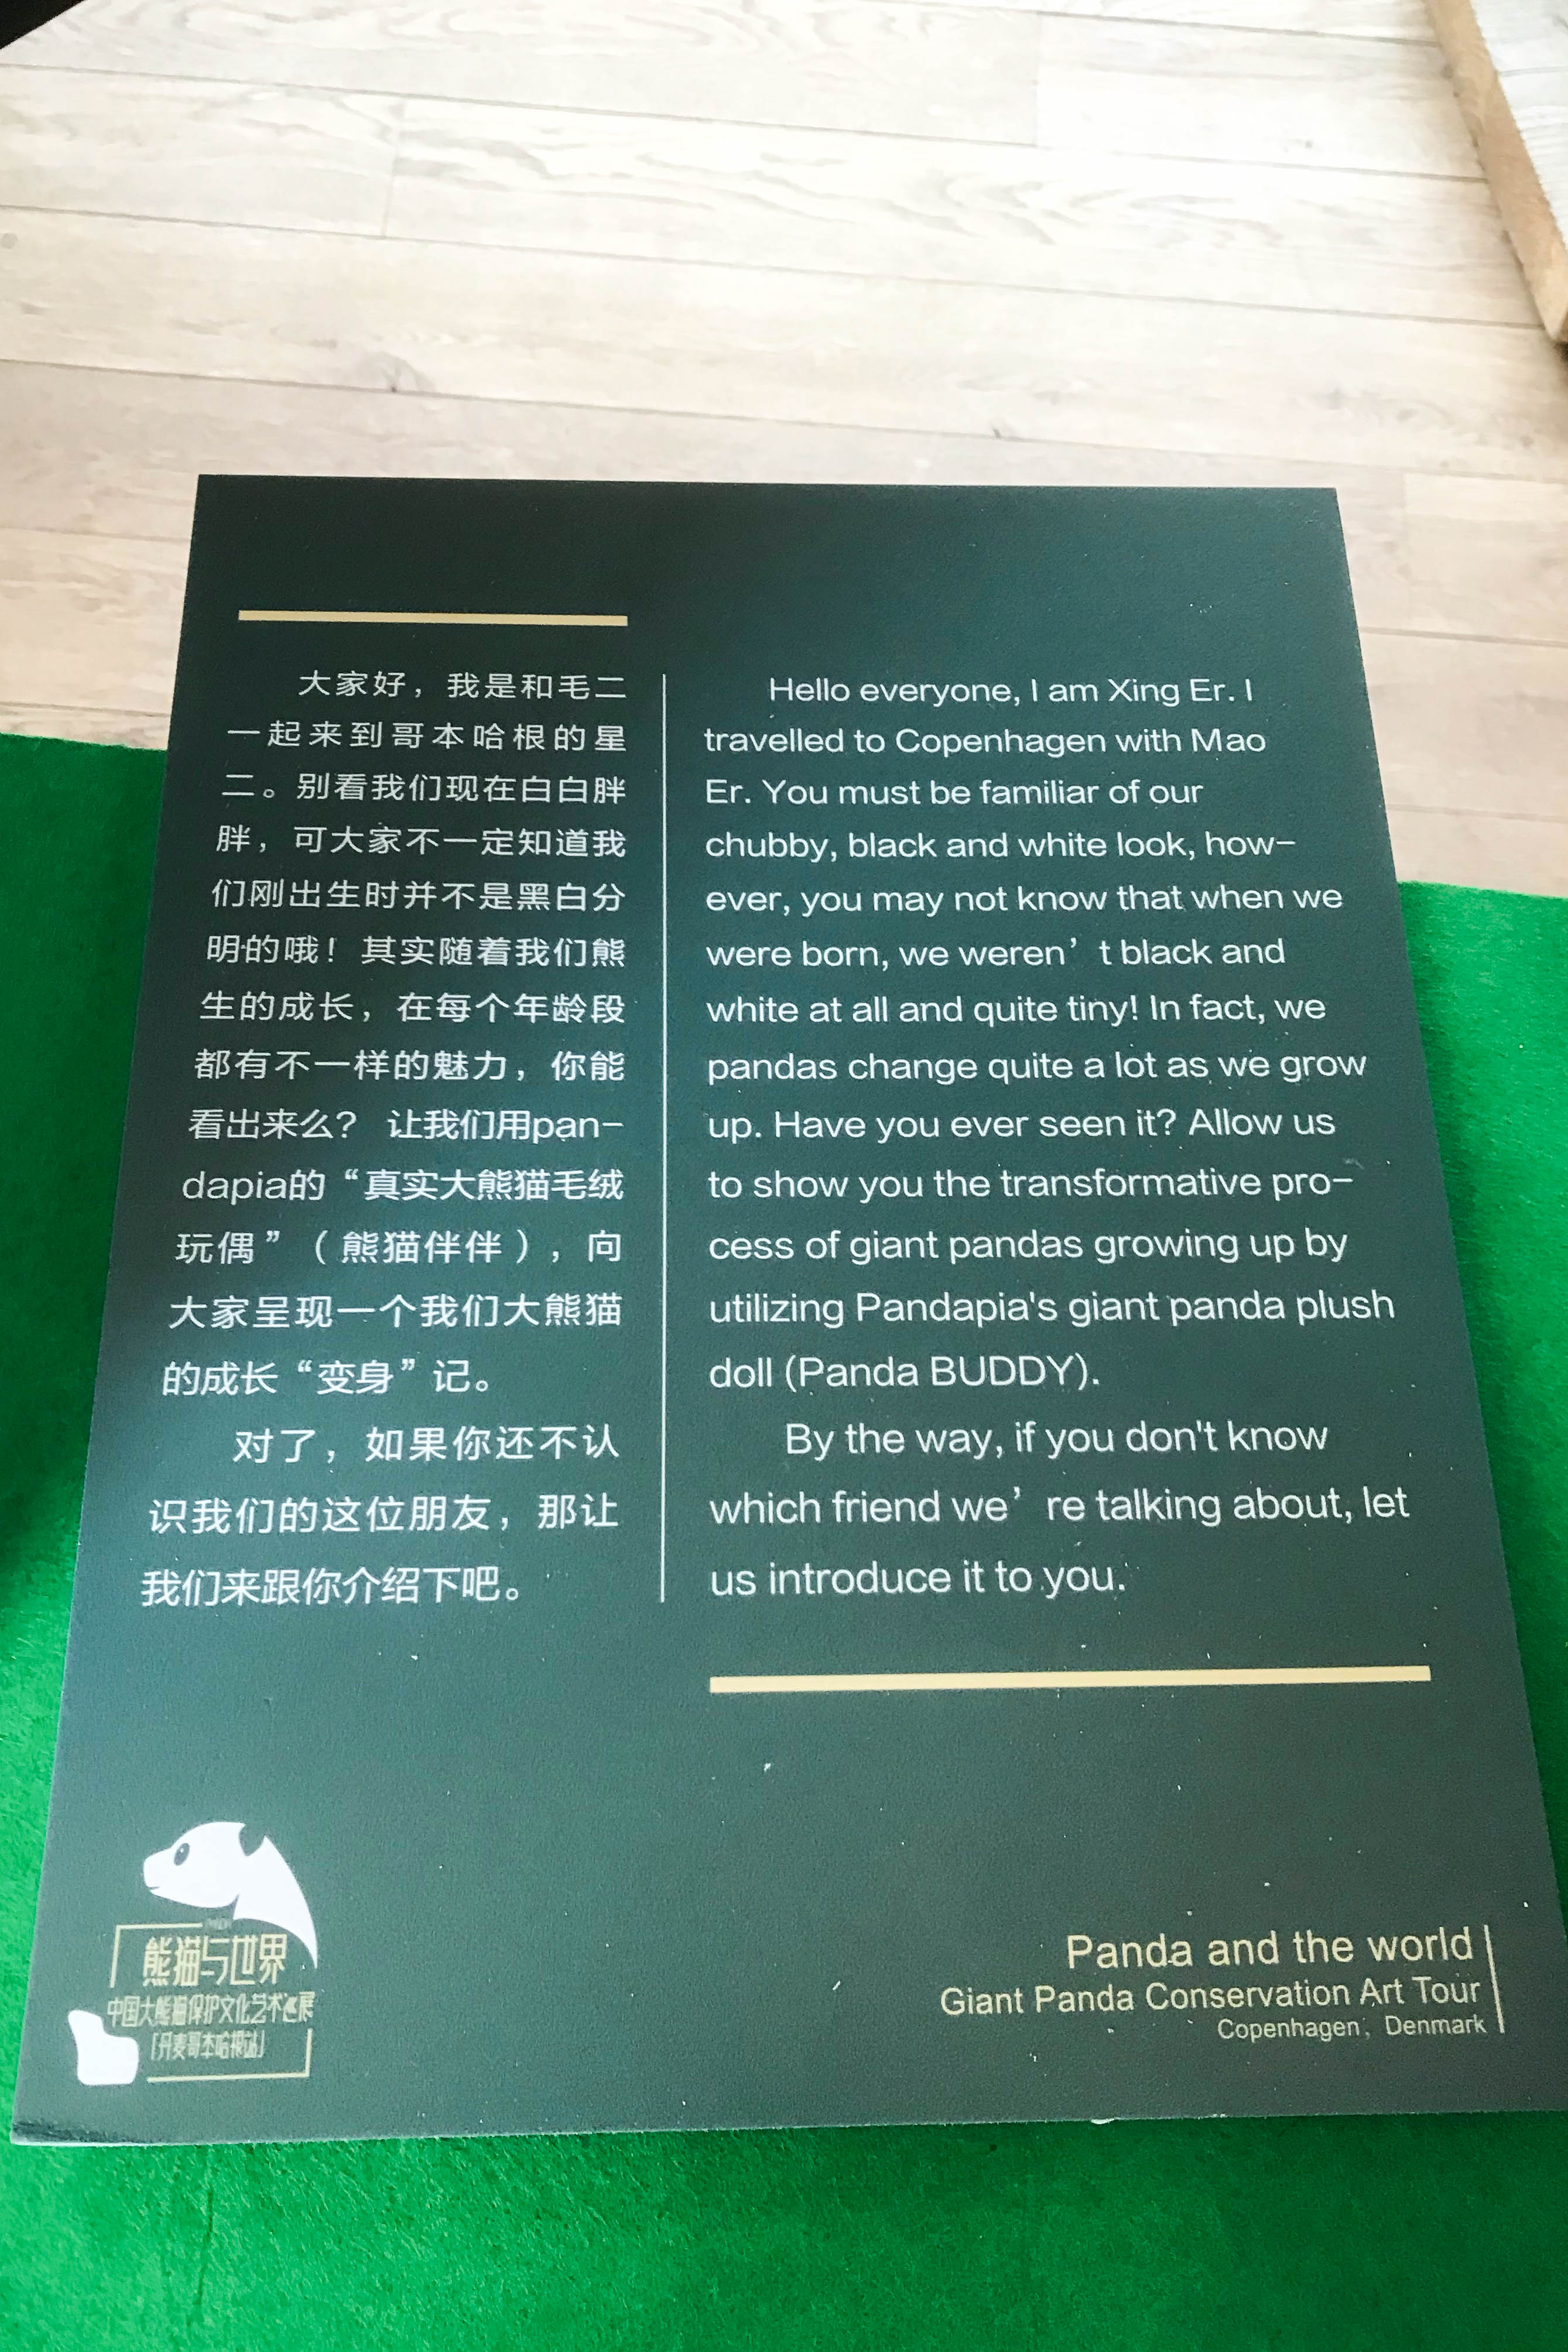 大家好，我是和毛二
一起来到哥本哈根的星
二。别看我们现在白白胖
胖，可大家不一定知道我
们刚出生时并不是黑白分
明的哦！其实随着我们熊
生的成长，在每个年龄段
都有不一样的魅力，你能
看出来么？ 让我们用pan-
dapia的“真实大熊猫毛绒
玩偶”（熊猫伴伴），向
大家呈现一个我们大熊猫
的成长“变身”记。
对了，如果你还不认
识我们的这位朋友，那让
我们来跟你介绍下吧。
Hello everyone, I am Xing Er. I
travelled to Copenhagen with Mao
Er. You must be familiar of our
chubby, black and white look, how-
ever, you may not know that when we
were born, we weren’ t black and
white at all and quite tiny! In fact, we
pandas change quite a lot as we grow
up. Have you ever seen it? Allow us
to show you the transformative pro-
cess of giant pandas growing up by
utilizing Pandapia's giant panda plush
doll (Panda BUDDY).
By the way, if you don't know
which friend we’ re talking about, let
us introduce it to you.
熊猫与世界
中国大熊猫保护文化艺术巡展
「丹麦哥本哈根站」
Panda and the world
Giant Panda Conservation Art Tour
Copenhagen, Denmark